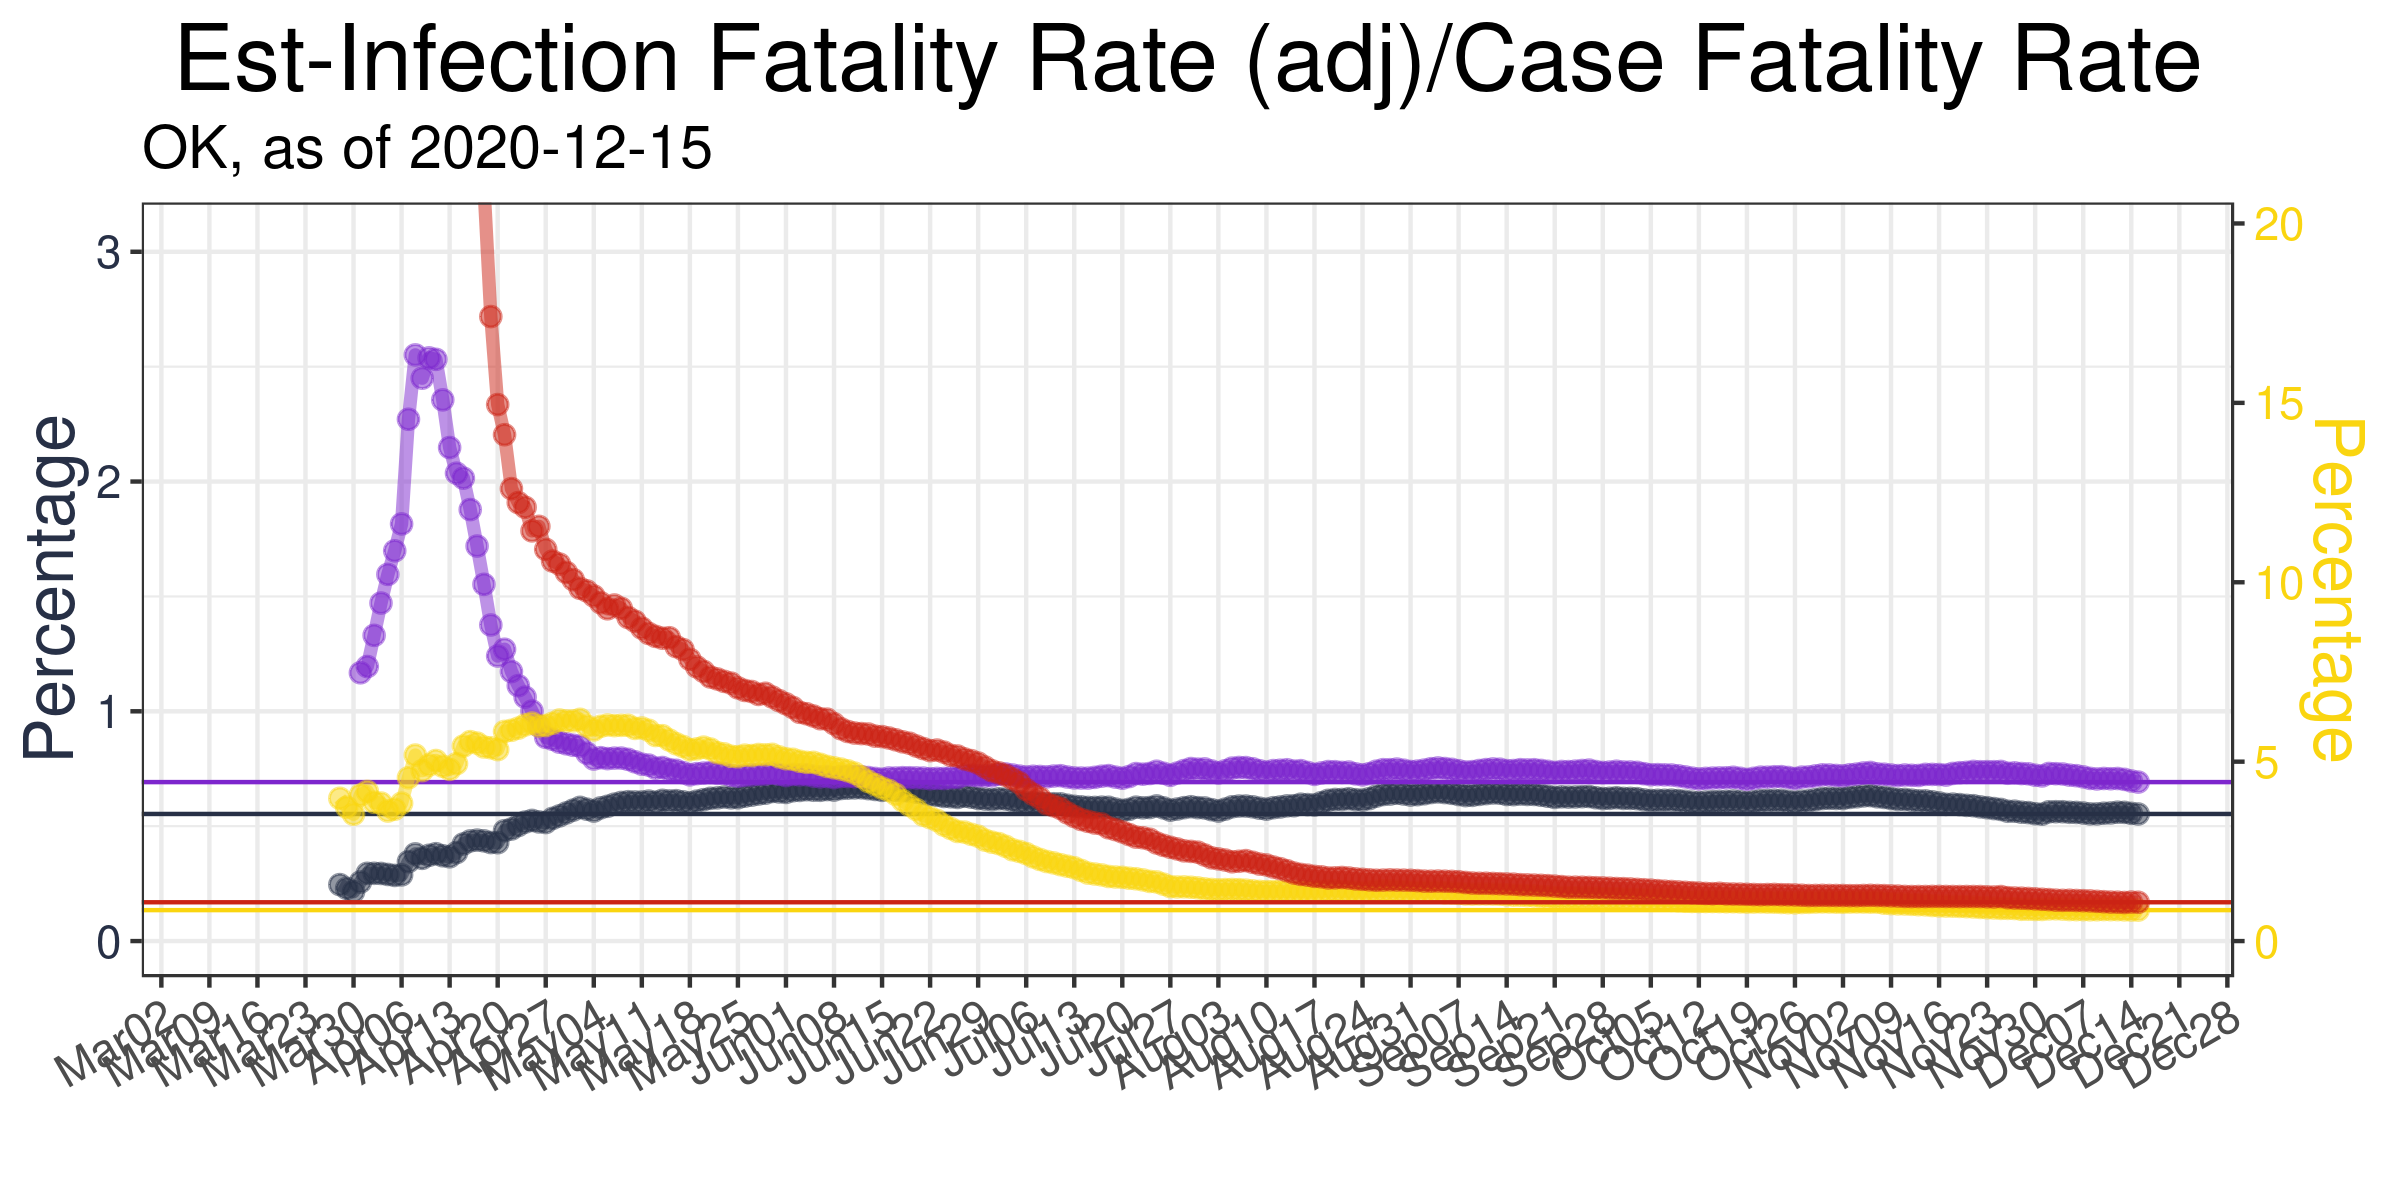 Est-Infection Fatality Rate (adj)/Case Fatality Rate
OK, as of 2020-12-15
Percentage
3
2
1
0
20
15
10
5
0
Percentage
Mar02
Mar09
Mar16
Mar23
Mar30
Apr06
Apr13
Apr20
Apr27
May04
May11
May18
May25
Jun01
Jun08
Jun15
Jun22
Jun29
Jul06
Jul13
Jul20
Jul27
Aug03
Aug10
Aug17
Aug24
Aug31
Sep07
Sep14
Sep21
Sep28
Oct05
Oct12
Oct19
Oct26
Nov02
Nov09
Nov16
Nov23
Nov30
Dec07
Dec14
Dec21
Dec28